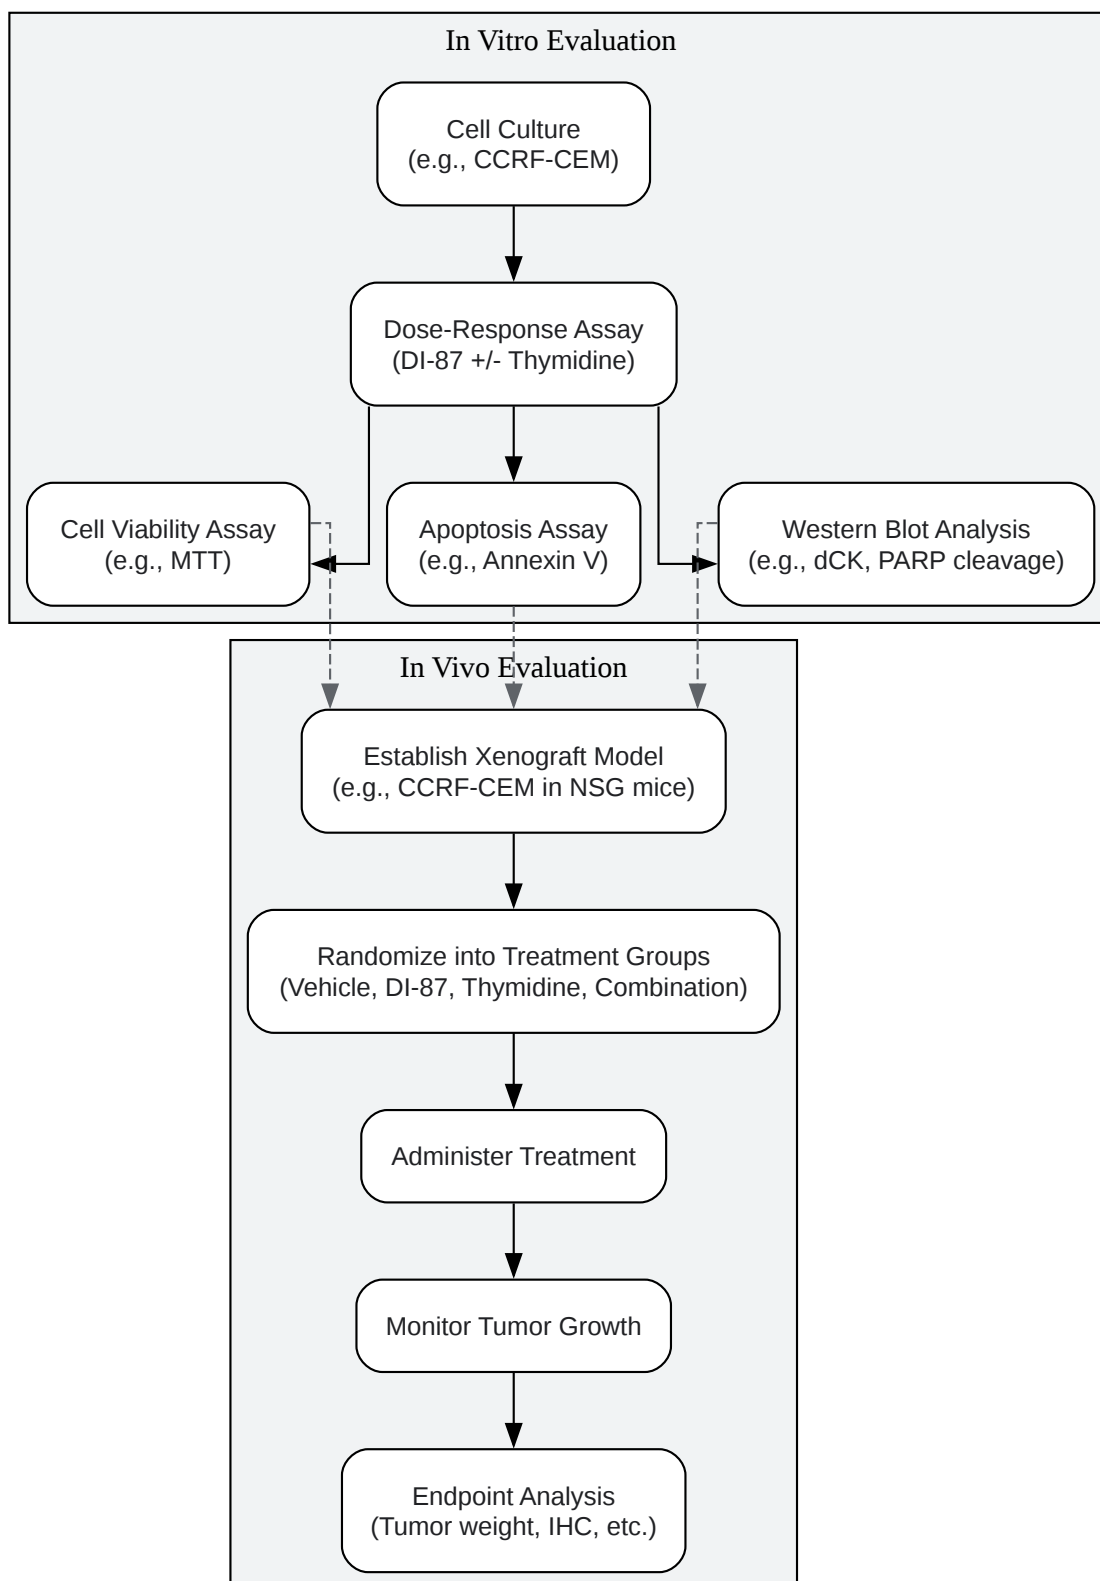 In Vitro Evaluation
Cell Culture
(e.g., CCRF-CEM)
Dose-Response Assay
(DI-87 +/- Thymidine)
Cell Viability Assay
(e.g., MTT)
Apoptosis Assay
(e.g., Annexin V)
Western Blot Analysis
(e.g., dCK, PARP cleavage)
In Vivo Evaluation
Establish Xenograft Model
(e.g., CCRF-CEM in NSG mice)
Randomize into Treatment Groups
(Vehicle, DI-87, Thymidine, Combination)
Administer Treatment
Monitor Tumor Growth
Endpoint Analysis
(Tumor weight, IHC, etc.)